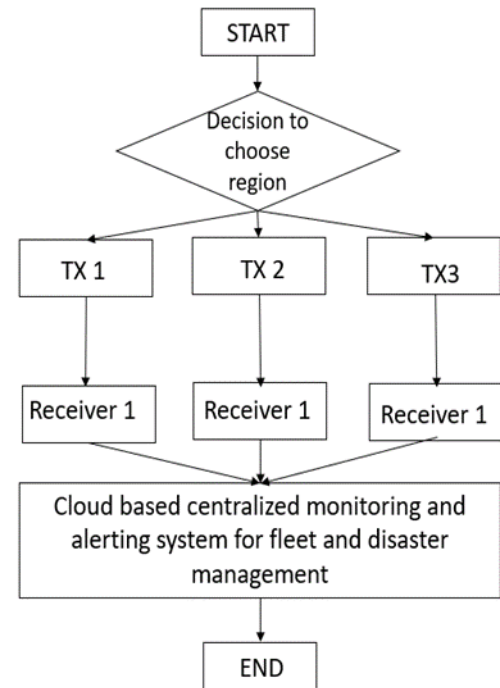 START
Decision to
choose
region
TX 1
TX 2
TX3
Receiver 1
Receiver 1
Receiver 1
Cloud based centralized monitoring and
alerting system for fleet and disaster
management
END